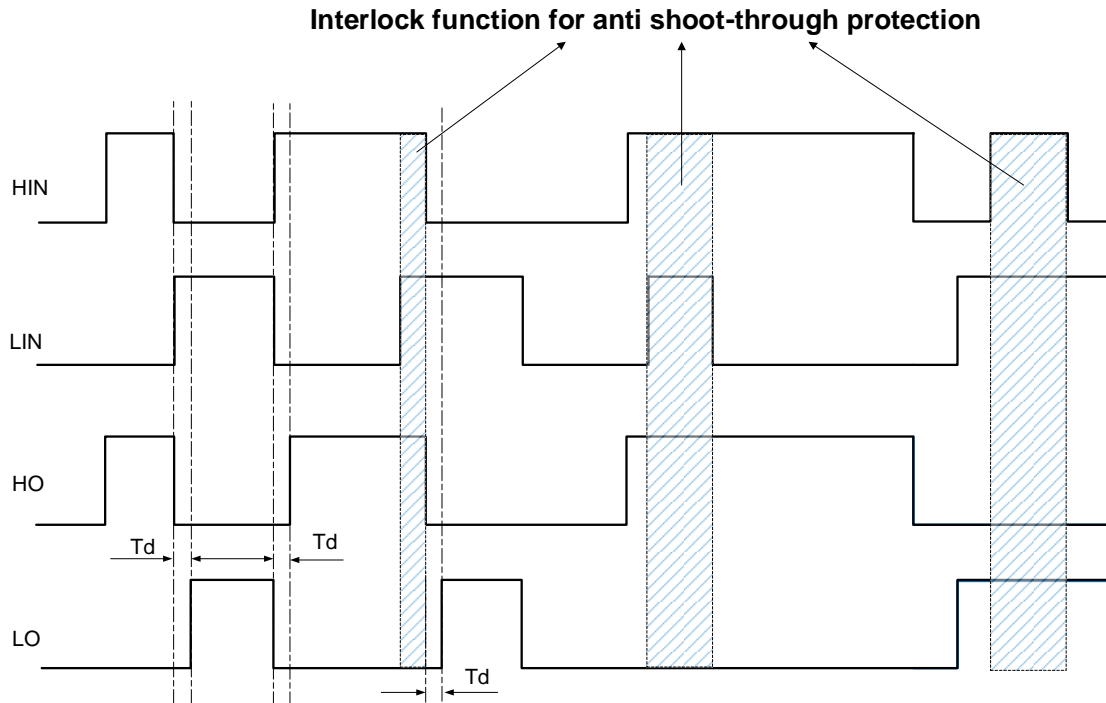 Interlock function for anti shoot-through protection
HIN
LIN
HO
Td
Td
LO
Td